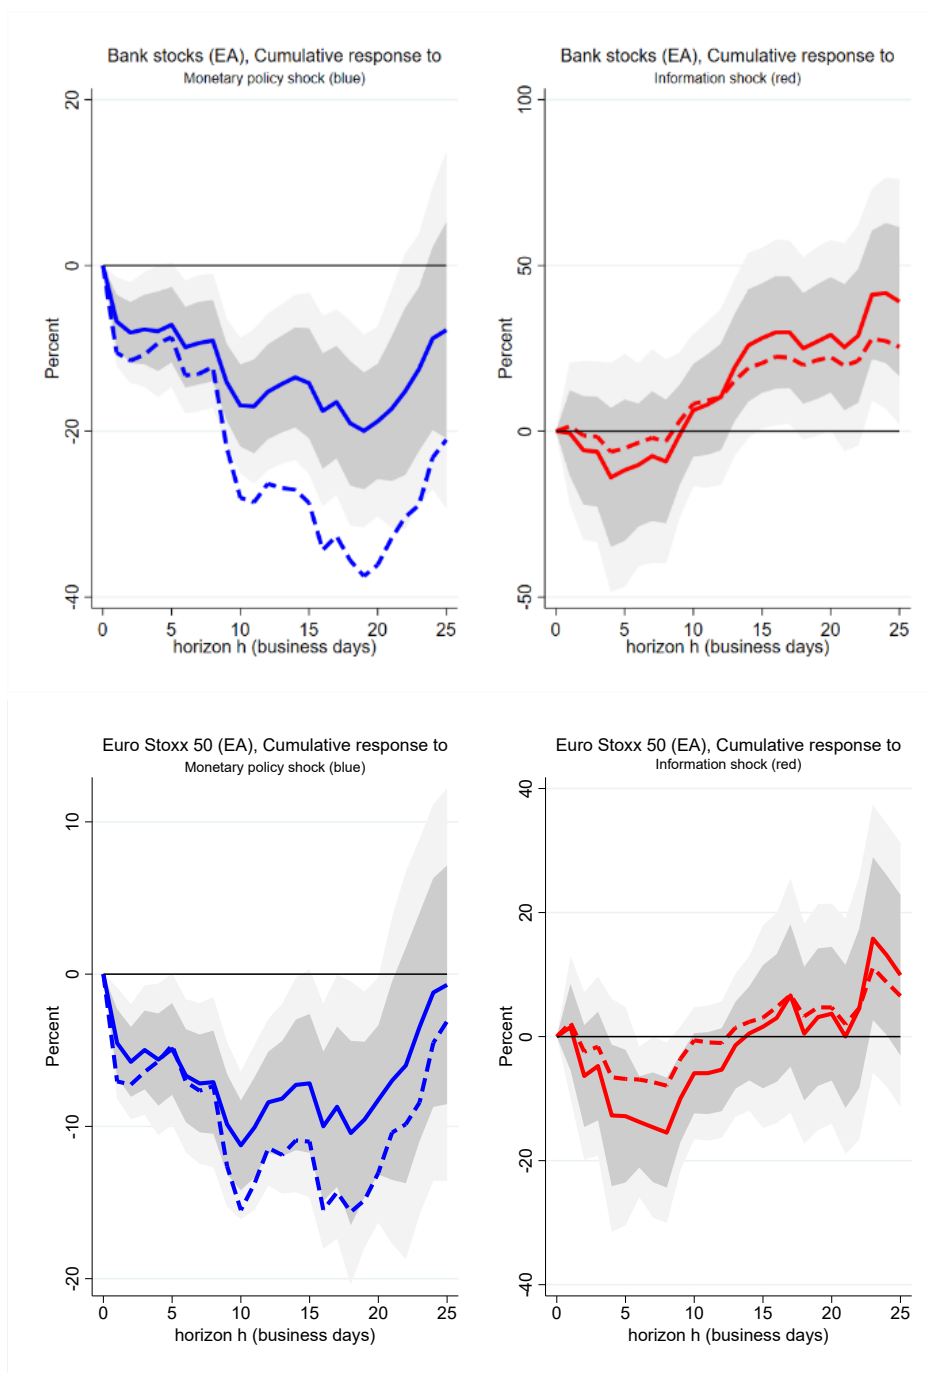 Bank stocks (EA), Cumulative response to
Monetary policy shock (blue)
20
0
-20
-40
Percent
0 5 10 15 20 25
horizon h (business days)
Bank stocks (EA), Cumulative response to
Information shock (red)
100
50
0
-50
Percent
0 5 10 15 20 25
horizon h (business days)
Euro Stoxx 50 (EA), Cumulative response to
Monetary policy shock (blue)
10
0
-10
-20
Percent
0 5 10 15 20 25
horizon h (business days)
Euro Stoxx 50 (EA), Cumulative response to
Information shock (red)
40
20
0
-20
-40
Percent
0 5 10 15 20 25
horizon h (business days)